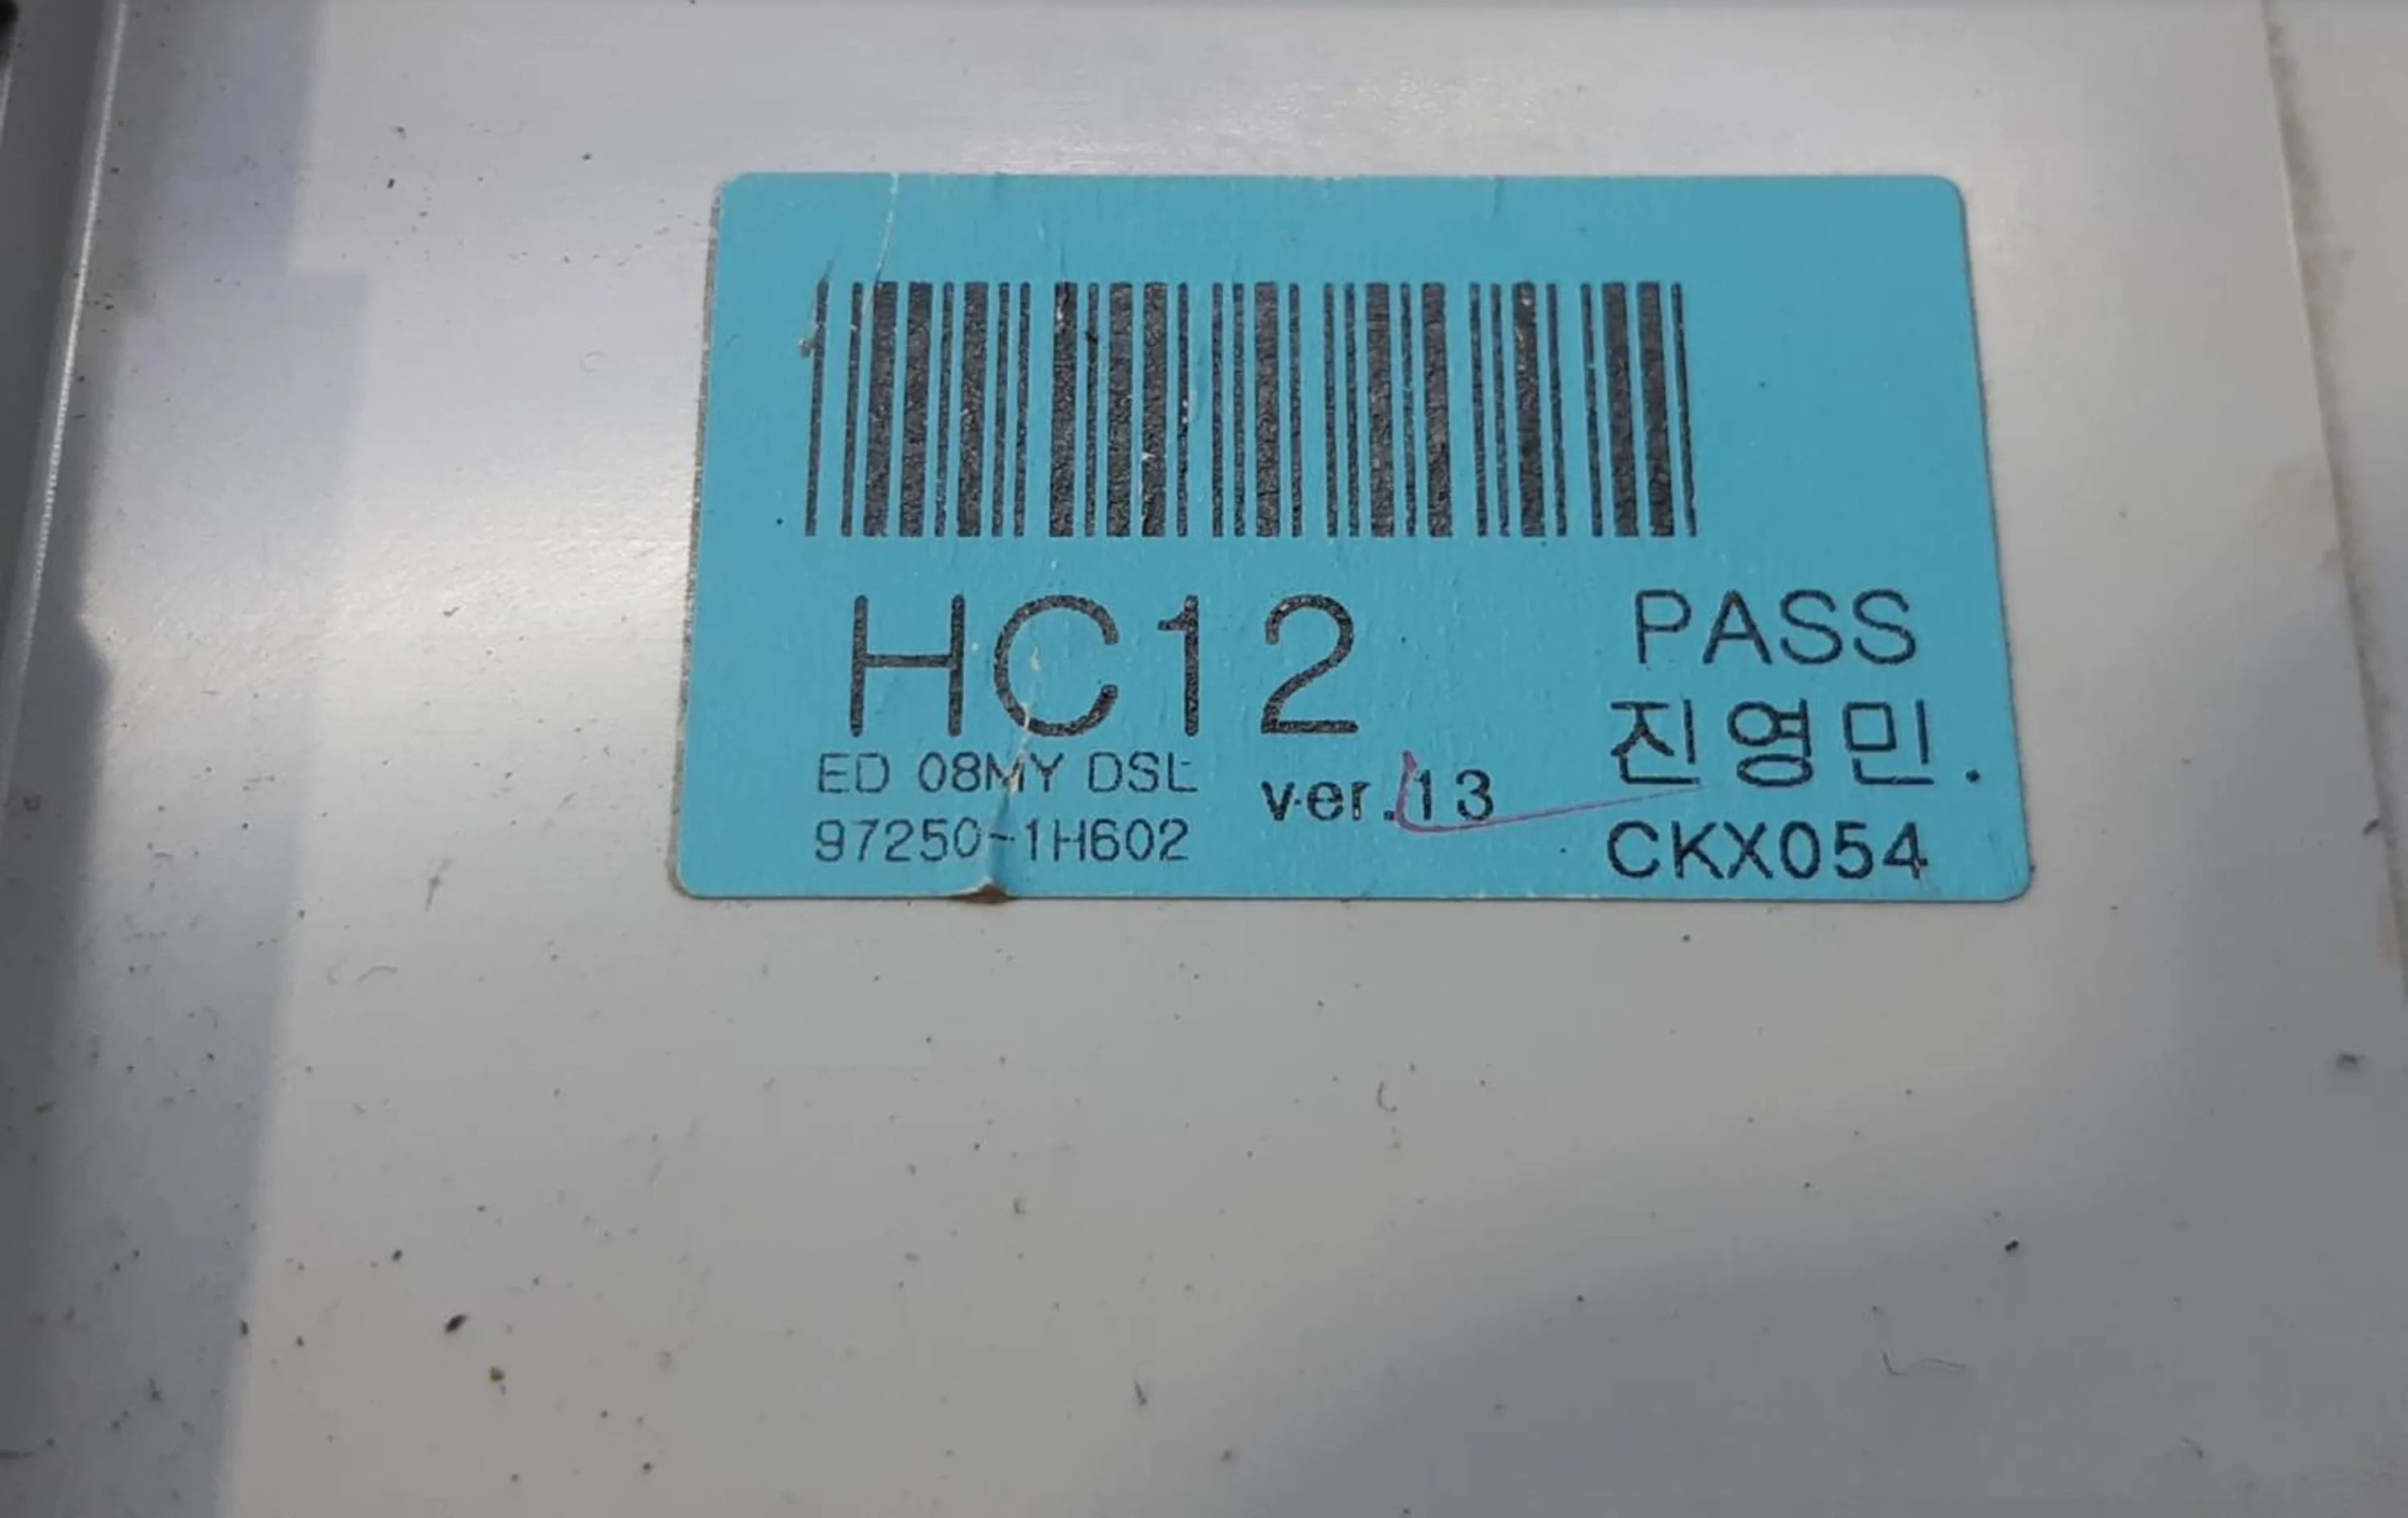 HC12
ED 08MY DSL
97250-1H602
ver.13
PASS
진영민.
CKX054